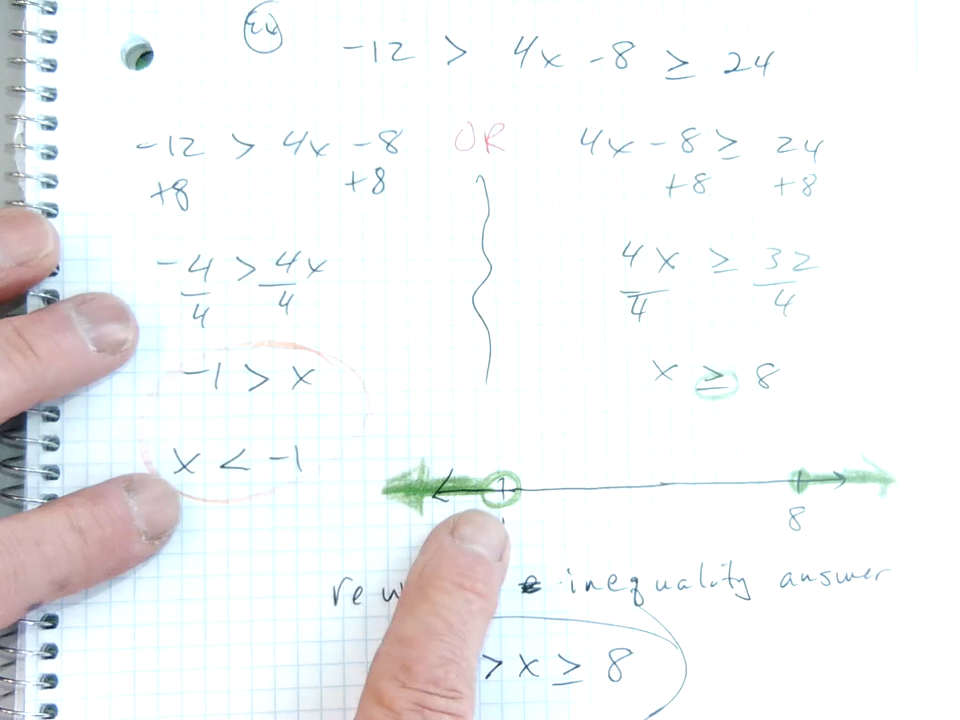 Ex
-12 > 4x - 8 ≥ 24
-12 > 4x - 8 OR 4x - 8 ≥ 24
+8 +8 +8 +8
-4 > 4x 4x ≥ 32
4 4 4 4
-1 > x x ≥ 8
x < -1
8
inequality answer
> x ≥ 8